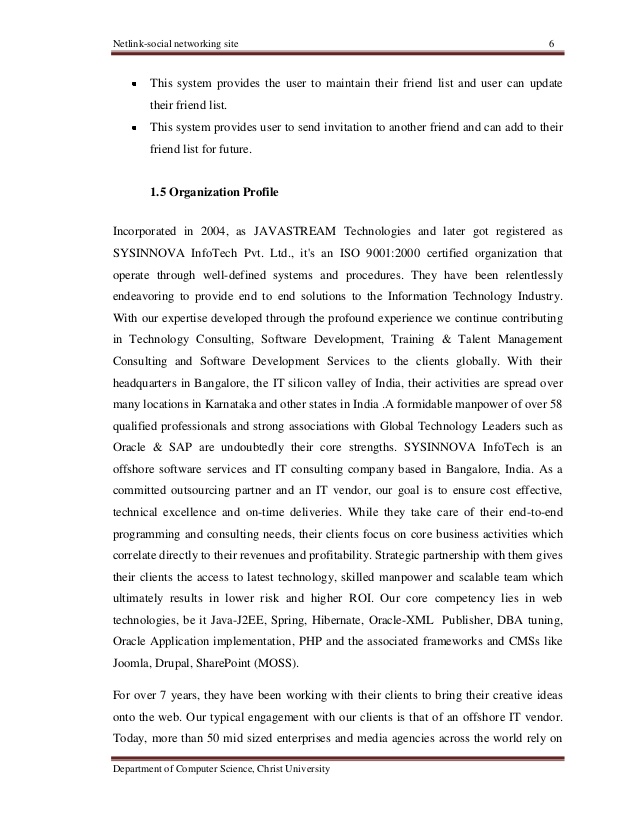 Netlink-social networking site 6
▪ This system provides the user to maintain their friend list and user can update
their friend list.
▪ This system provides user to send invitation to another friend and can add to their
friend list for future.
1.5 Organization Profile
Incorporated in 2004, as JAVASTREAM Technologies and later got registered as
SYSINNOVA InfoTech Pvt. Ltd., it's an ISO 9001:2000 certified organization that
operate through well-defined systems and procedures. They have been relentlessly
endeavoring to provide end to end solutions to the Information Technology Industry.
With our expertise developed through the profound experience we continue contributing
in Technology Consulting, Software Development, Training & Talent Management
Consulting and Software Development Services to the clients globally. With their
headquarters in Bangalore, the IT silicon valley of India, their activities are spread over
many locations in Karnataka and other states in India .A formidable manpower of over 58
qualified professionals and strong associations with Global Technology Leaders such as
Oracle & SAP are undoubtedly their core strengths. SYSINNOVA InfoTech is an
offshore software services and IT consulting company based in Bangalore, India. As a
committed outsourcing partner and an IT vendor, our goal is to ensure cost effective,
technical excellence and on-time deliveries. While they take care of their end-to-end
programming and consulting needs, their clients focus on core business activities which
correlate directly to their revenues and profitability. Strategic partnership with them gives
their clients the access to latest technology, skilled manpower and scalable team which
ultimately results in lower risk and higher ROI. Our core competency lies in web
technologies, be it Java-J2EE, Spring, Hibernate, Oracle-XML Publisher, DBA tuning,
Oracle Application implementation, PHP and the associated frameworks and CMSs like
Joomla, Drupal, SharePoint (MOSS).
For over 7 years, they have been working with their clients to bring their creative ideas
onto the web. Our typical engagement with our clients is that of an offshore IT vendor.
Today, more than 50 mid sized enterprises and media agencies across the world rely on
Department of Computer Science, Christ University